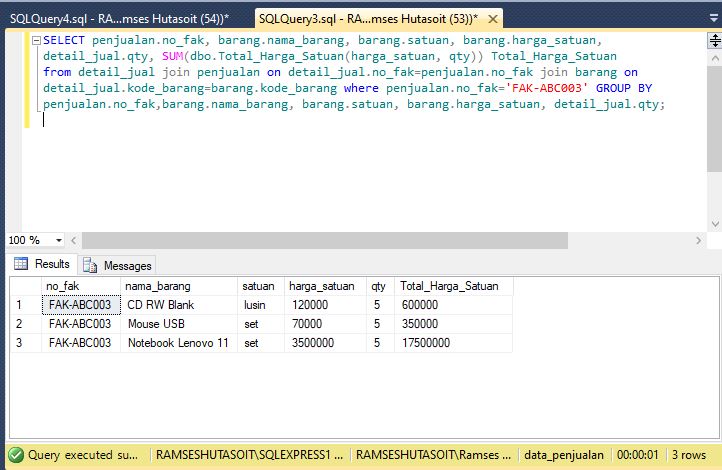 SQLQuery4.sql - RA...mses Hutasoit (54))* SQLQuery3.sql - RA...mses Hutasoit (53))*
SELECT penjualan.no_fak, barang.nama_barang, barang.satuan, barang.harga_satuan,
detail_jual.qty, SUM(dbo.Total_Harga_Satuan(harga_satuan, qty)) Total_Harga_Satuan
from detail_jual join penjualan on detail_jual.no_fak=penjualan.no_fak join barang on
detail_jual.kode_barang=barang.kode_barang where penjualan.no_fak='FAK-ABC003' GROUP BY
penjualan.no_fak,barang.nama_barang, barang.satuan, barang.harga_satuan, detail_jual.qty;
100 %
Results Messages
no_fak nama_barang satuan harga_satuan qty Total_Harga_Satuan
1 FAK-ABC003 CD RW Blank lusin 120000 5 600000
2 FAK-ABC003 Mouse USB set 70000 5 350000
3 FAK-ABC003 Notebook Lenovo 11 set 3500000 5 17500000
Query executed su... RAMSESHUTASOIT\SQLEXPRESS1 ... RAMSESHUTASOIT\Ramses ... data_penjualan 00:00:01 3 rows